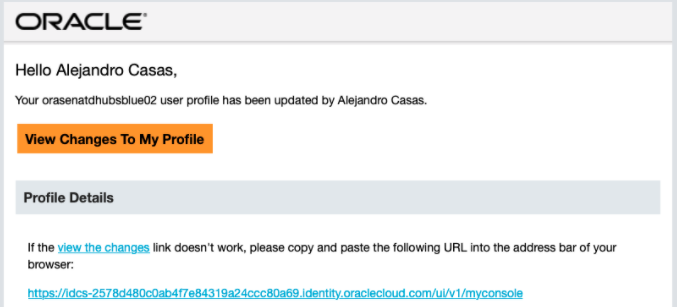 ORACLE
Hello Alejandro Casas,
Your orasenatdhubsblue02 user profile has been updated by Alejandro Casas.
View Changes To My Profile
Profile Details
If the view the changes link doesn't work, please copy and paste the following URL into the address bar of your
browser:
https://idcs-2578d480c0ab4f7e84319a24ccc80a69.identity.oraclecloud.com/ui/v1/myconsole